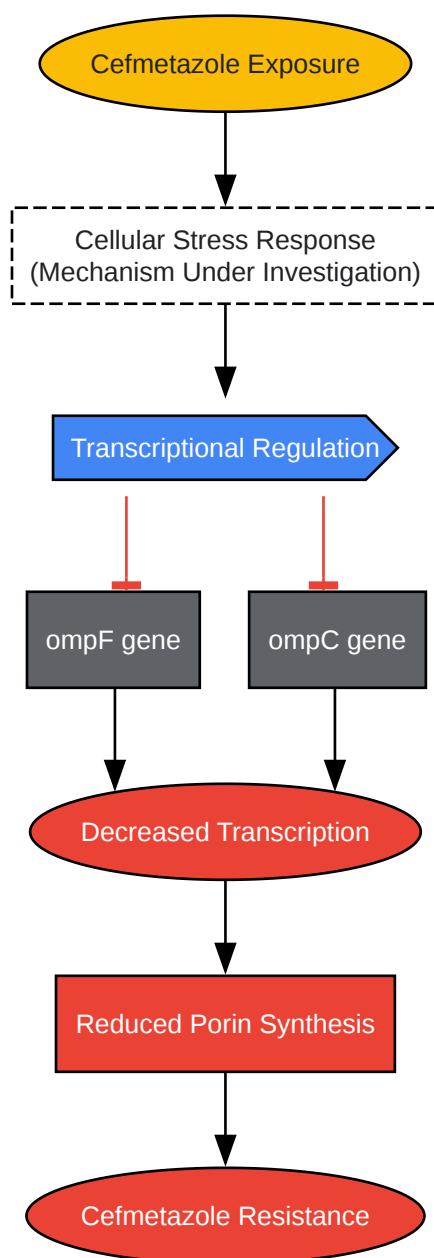 Cefmetazole Exposure
Cellular Stress Response
(Mechanism Under Investigation)
Transcriptional Regulation
ompF gene
ompC gene
Decreased Transcription
Reduced Porin Synthesis
Cefmetazole Resistance